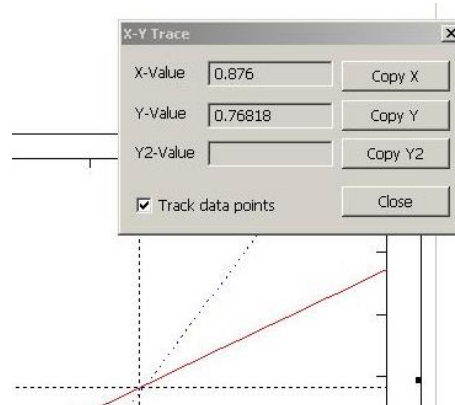 X-Y Trace
X-Value 0.876 Copy X
Y-Value 0.76818 Copy Y
Y2-Value Copy Y2
Track data points Close